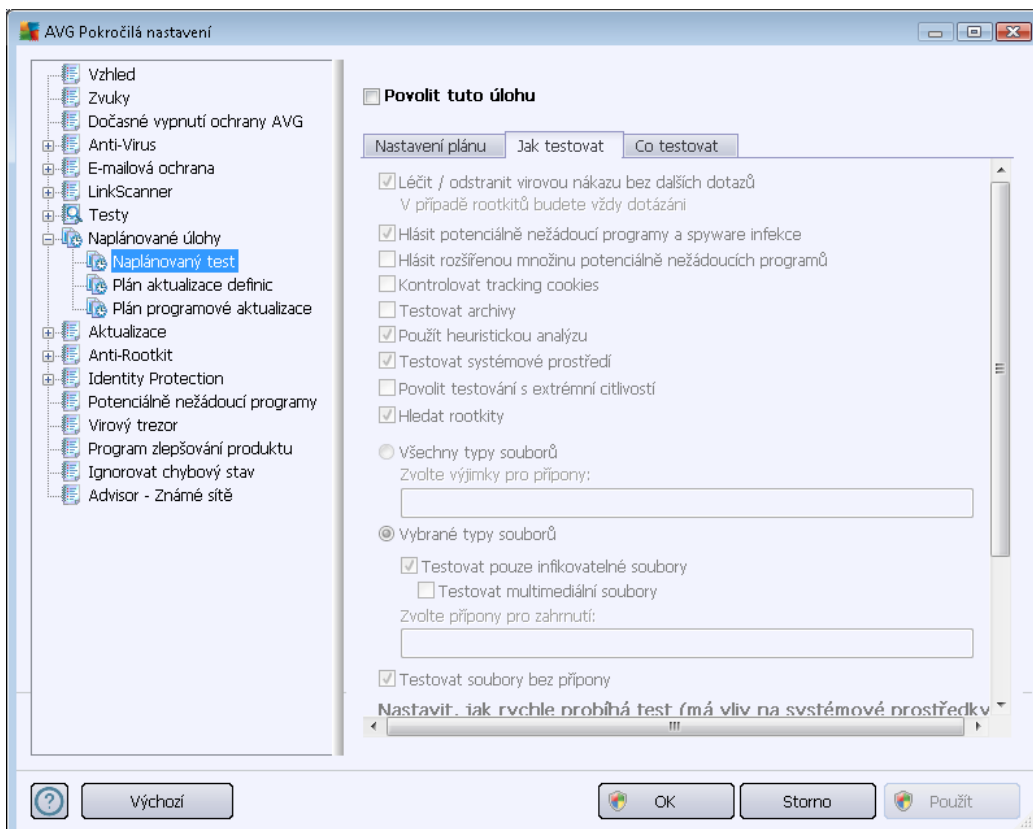 AVG Pokročilá nastavení
Vzhled
Zvuky
Dočasné vypnutí ochrany AVG
Anti-Virus
E-mailová ochrana
LinkScanner
Testy
Naplánované úlohy
Naplánovaný test
Plán aktualizace definic
Plán programové aktualizace
Aktualizace
Anti-Rootkit
Identity Protection
Potenciálně nežádoucí programy
Virový trezor
Program zlepšování produktu
Ignorovat chybový stav
Advisor - Známé sítě
Povolit tuto úlohu
Nastavení plánu
Jak testovat
Co testovat
Léčit / odstranit virovou nákazu bez dalších dotazů
V případě rootkitů budete vždy dotázáni
Hlásit potenciálně nežádoucí programy a spyware infekce
Hlásit rozšířenou množinu potenciálně nežádoucích programů
Kontrolovat tracking cookies
Testovat archivy
Použít heuristickou analýzu
Testovat systémové prostředí
Povolit testování s extrémní citlivostí
Hledat rootkity
Všechny typy souborů
Zvolte výjimky pro přípony:
Vybrané typy souborů
Testovat pouze infikovatelné soubory
Testovat multimediální soubory
Zvolte přípony pro zahrnutí:
Testovat soubory bez přípony
Nastavit, jak rychle probíhá test (má vliv na systémové prostředky
Výchozí
OK
Storno
Použít